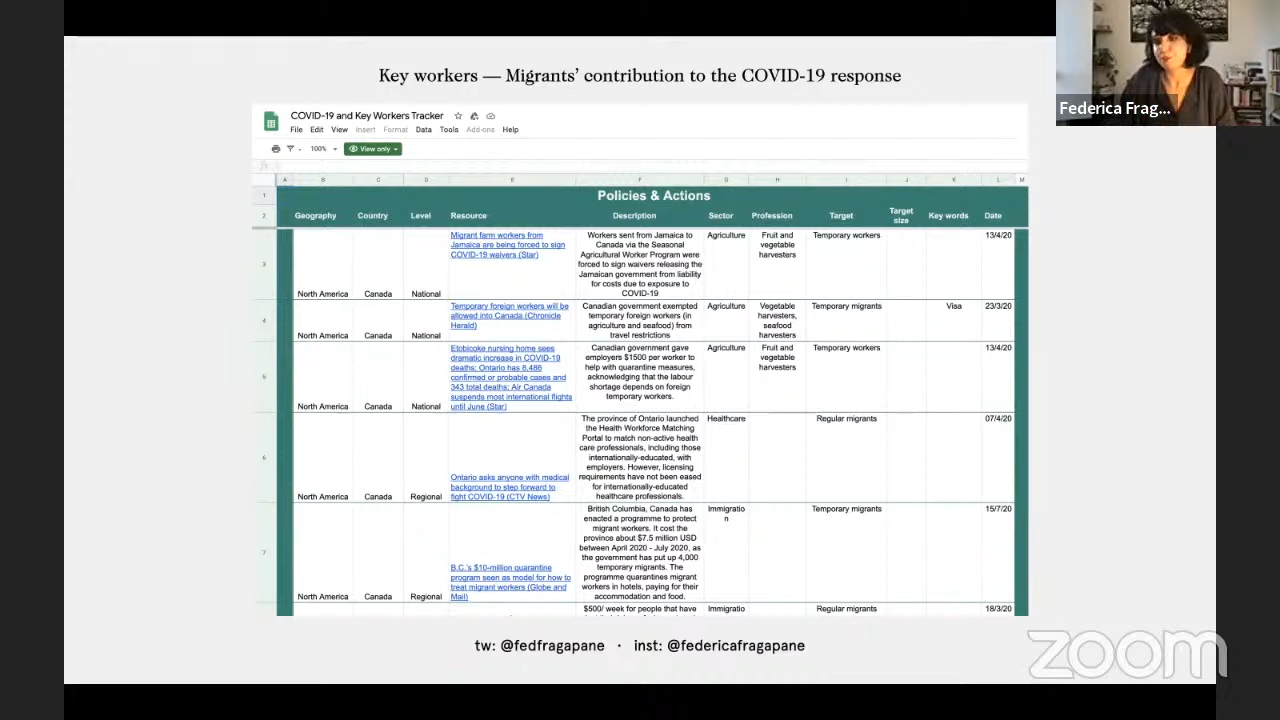 Key workers — Migrants' contribution to the COVID-19 response
Federica Frag...
COVID-19 and Key Workers Tracker
File Edit View Insert Format Data Tools Add-ons Help
100% View only
fx
A B C D E F G H I J K L M
1 Policies & Actions
2 Geography Country Level Resource Description Sector Profession Target Target size Key words Date
3
North America
Canada
National
Migrant farm workers from
Jamaica are being forced to sign
COVID-19 waivers (Star)
Workers sent from Jamaica to
Canada via the Seasonal
Agricultural Worker Program were
forced to sign waivers releasing the
Jamaican government from liability
for costs due to exposure to
COVID-19
Agriculture
Fruit and
vegetable
harvesters
Temporary workers
13/4/20
4
North America
Canada
National
Temporary foreign workers will be
allowed into Canada (Chronicle
Herald)
Canadian government exempted
temporary foreign workers (in
agriculture and seafood) from
travel restrictions
Agriculture
Vegetable
harvesters,
seafood
harvesters
Temporary migrants
Visa
23/3/20
5
North America
Canada
National
Etobicoke nursing home sees
dramatic increase in COVID-19
deaths; Ontario has 8,486
confirmed or probable cases and
343 total deaths; Air Canada
suspends most international flights
until June (Star)
Canadian government gave
employers $1500 per worker to
help with quarantine measures,
acknowledging that the labour
shortage depends on foreign
temporary workers.
Agriculture
Fruit and
vegetable
harvesters
Temporary workers
13/4/20
6
North America
Canada
Regional
Ontario asks anyone with medical
background to step forward to
fight COVID-19 (CTV News)
The province of Ontario launched
the Health Workforce Matching
Portal to match non-active health
care professionals, including those
internationally-educated, with
employers. However, licensing
requirements have not been eased
for internationally-educated
healthcare professionals.
Healthcare
Regular migrants
07/4/20
7
North America
Canada
Regional
B.C.'s $10-million quarantine
program seen as model for how to
treat migrant workers (Globe and
Mail)
British Columbia, Canada has
enacted a programme to protect
migrant workers. It cost the
province about $7.5 million USD
between April 2020 - July 2020, as
the government has put up 4,000
temporary migrants. The
programme quarantines migrant
workers in hotels, paying for their
accommodation and food.
Immigratio
n
Temporary migrants
15/7/20
$500/ week for people that have
Immigratio
Regular migrants
18/3/20
tw: @fedfragapane · inst: @federicafragapane
zoom